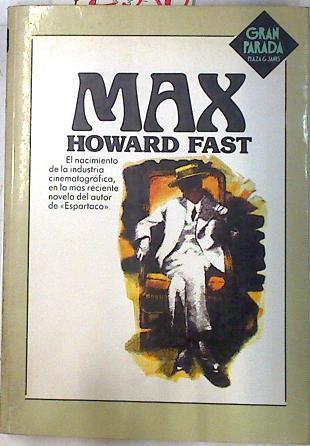 GRAN
PARADA
PLAZA & JANES
MAX
HOWARD FAST
El nacimiento
de la industria
cinematográfica,
en la más reciente
novela del autor
de «Espartaco».